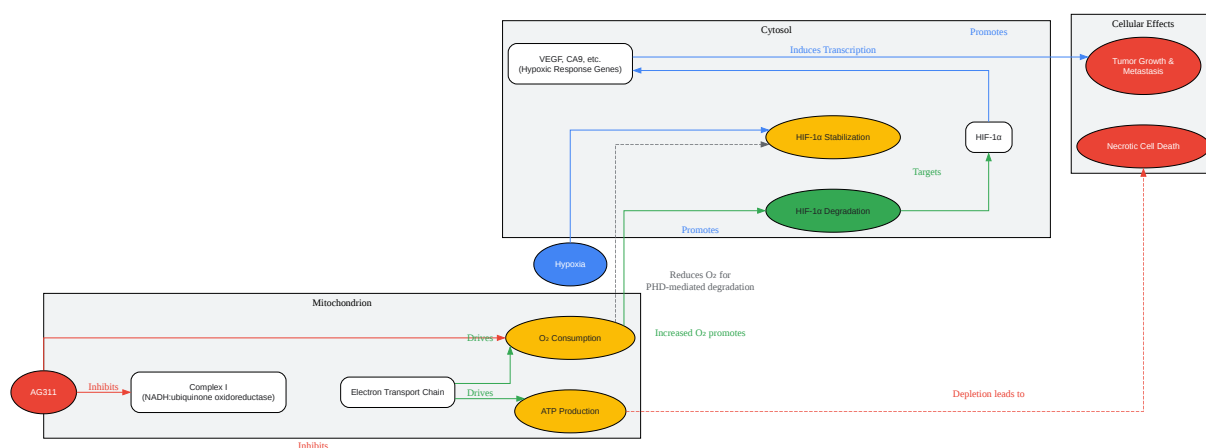 Cytosol
Promotes
Cellular Effects
VEGF, CA9, etc.
(Hypoxic Response Genes)
Induces Transcription
Tumor Growth &
Metastasis
HIF-1α Stabilization
HIF-1α
Necrotic Cell Death
Targets
HIF-1α Degradation
Promotes
Hypoxia
Reduces O₂ for
PHD-mediated degradation
Mitochondrion
Drives
O₂ Consumption
Increased O₂ promotes
AG311
Inhibits
Complex I
(NADH:ubiquinone oxidoreductase)
Electron Transport Chain
Drives
ATP Production
Depletion leads to
Inhibits